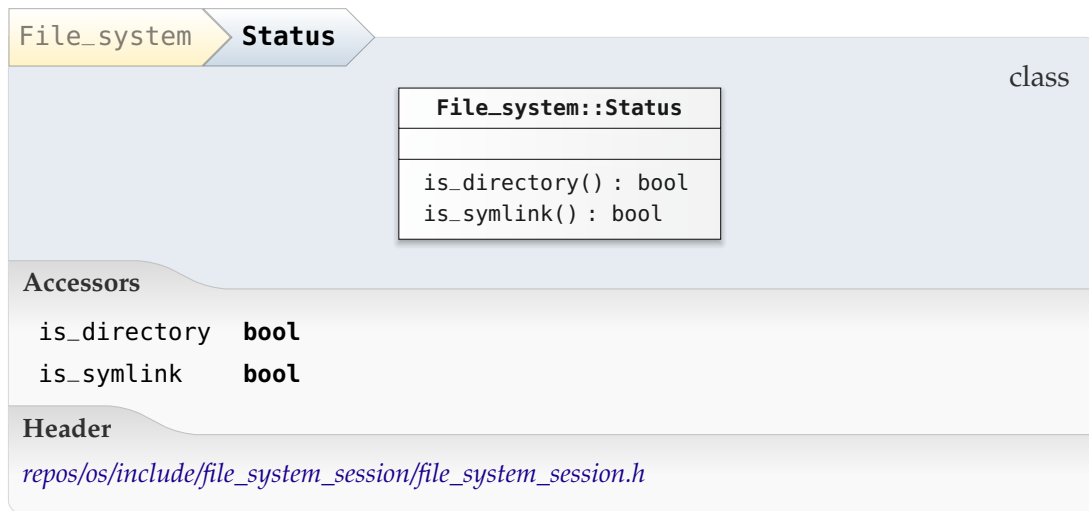 File_system Status
class
File_system::Status
is_directory() : bool
is_symlink() : bool
Accessors
is_directory bool
is_symlink bool
Header
repos/os/include/file_system_session/file_system_session.h